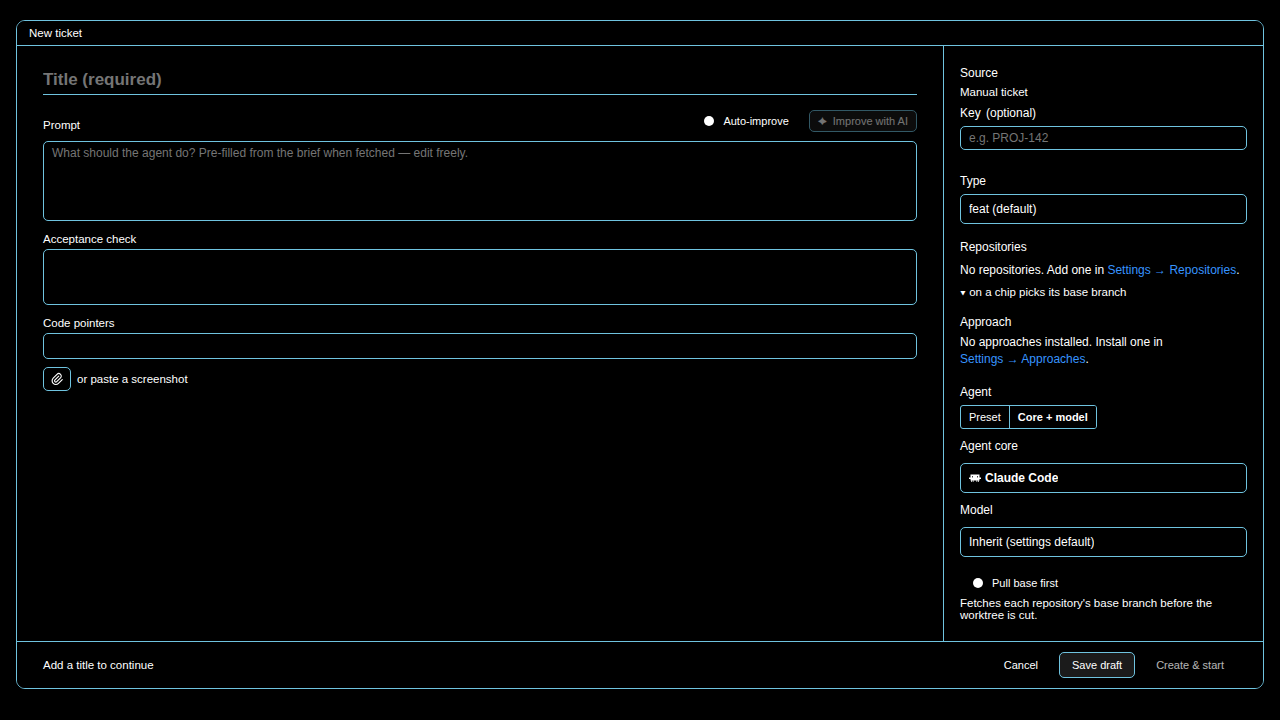 New ticket
Title (required)
Prompt
Auto-improve
Improve with AI
What should the agent do? Pre-filled from the brief when fetched — edit freely.
Acceptance check
Code pointers
or paste a screenshot
Source
Manual ticket
Key (optional)
e.g. PROJ-142
Type
feat (default)
Repositories
No repositories. Add one in Settings → Repositories.
▾ on a chip picks its base branch
Approach
No approaches installed. Install one in
Settings → Approaches.
Agent
Preset
Core + model
Agent core
Claude Code
Model
Inherit (settings default)
Pull base first
Fetches each repository's base branch before the
worktree is cut.
Add a title to continue
Cancel
Save draft
Create & start